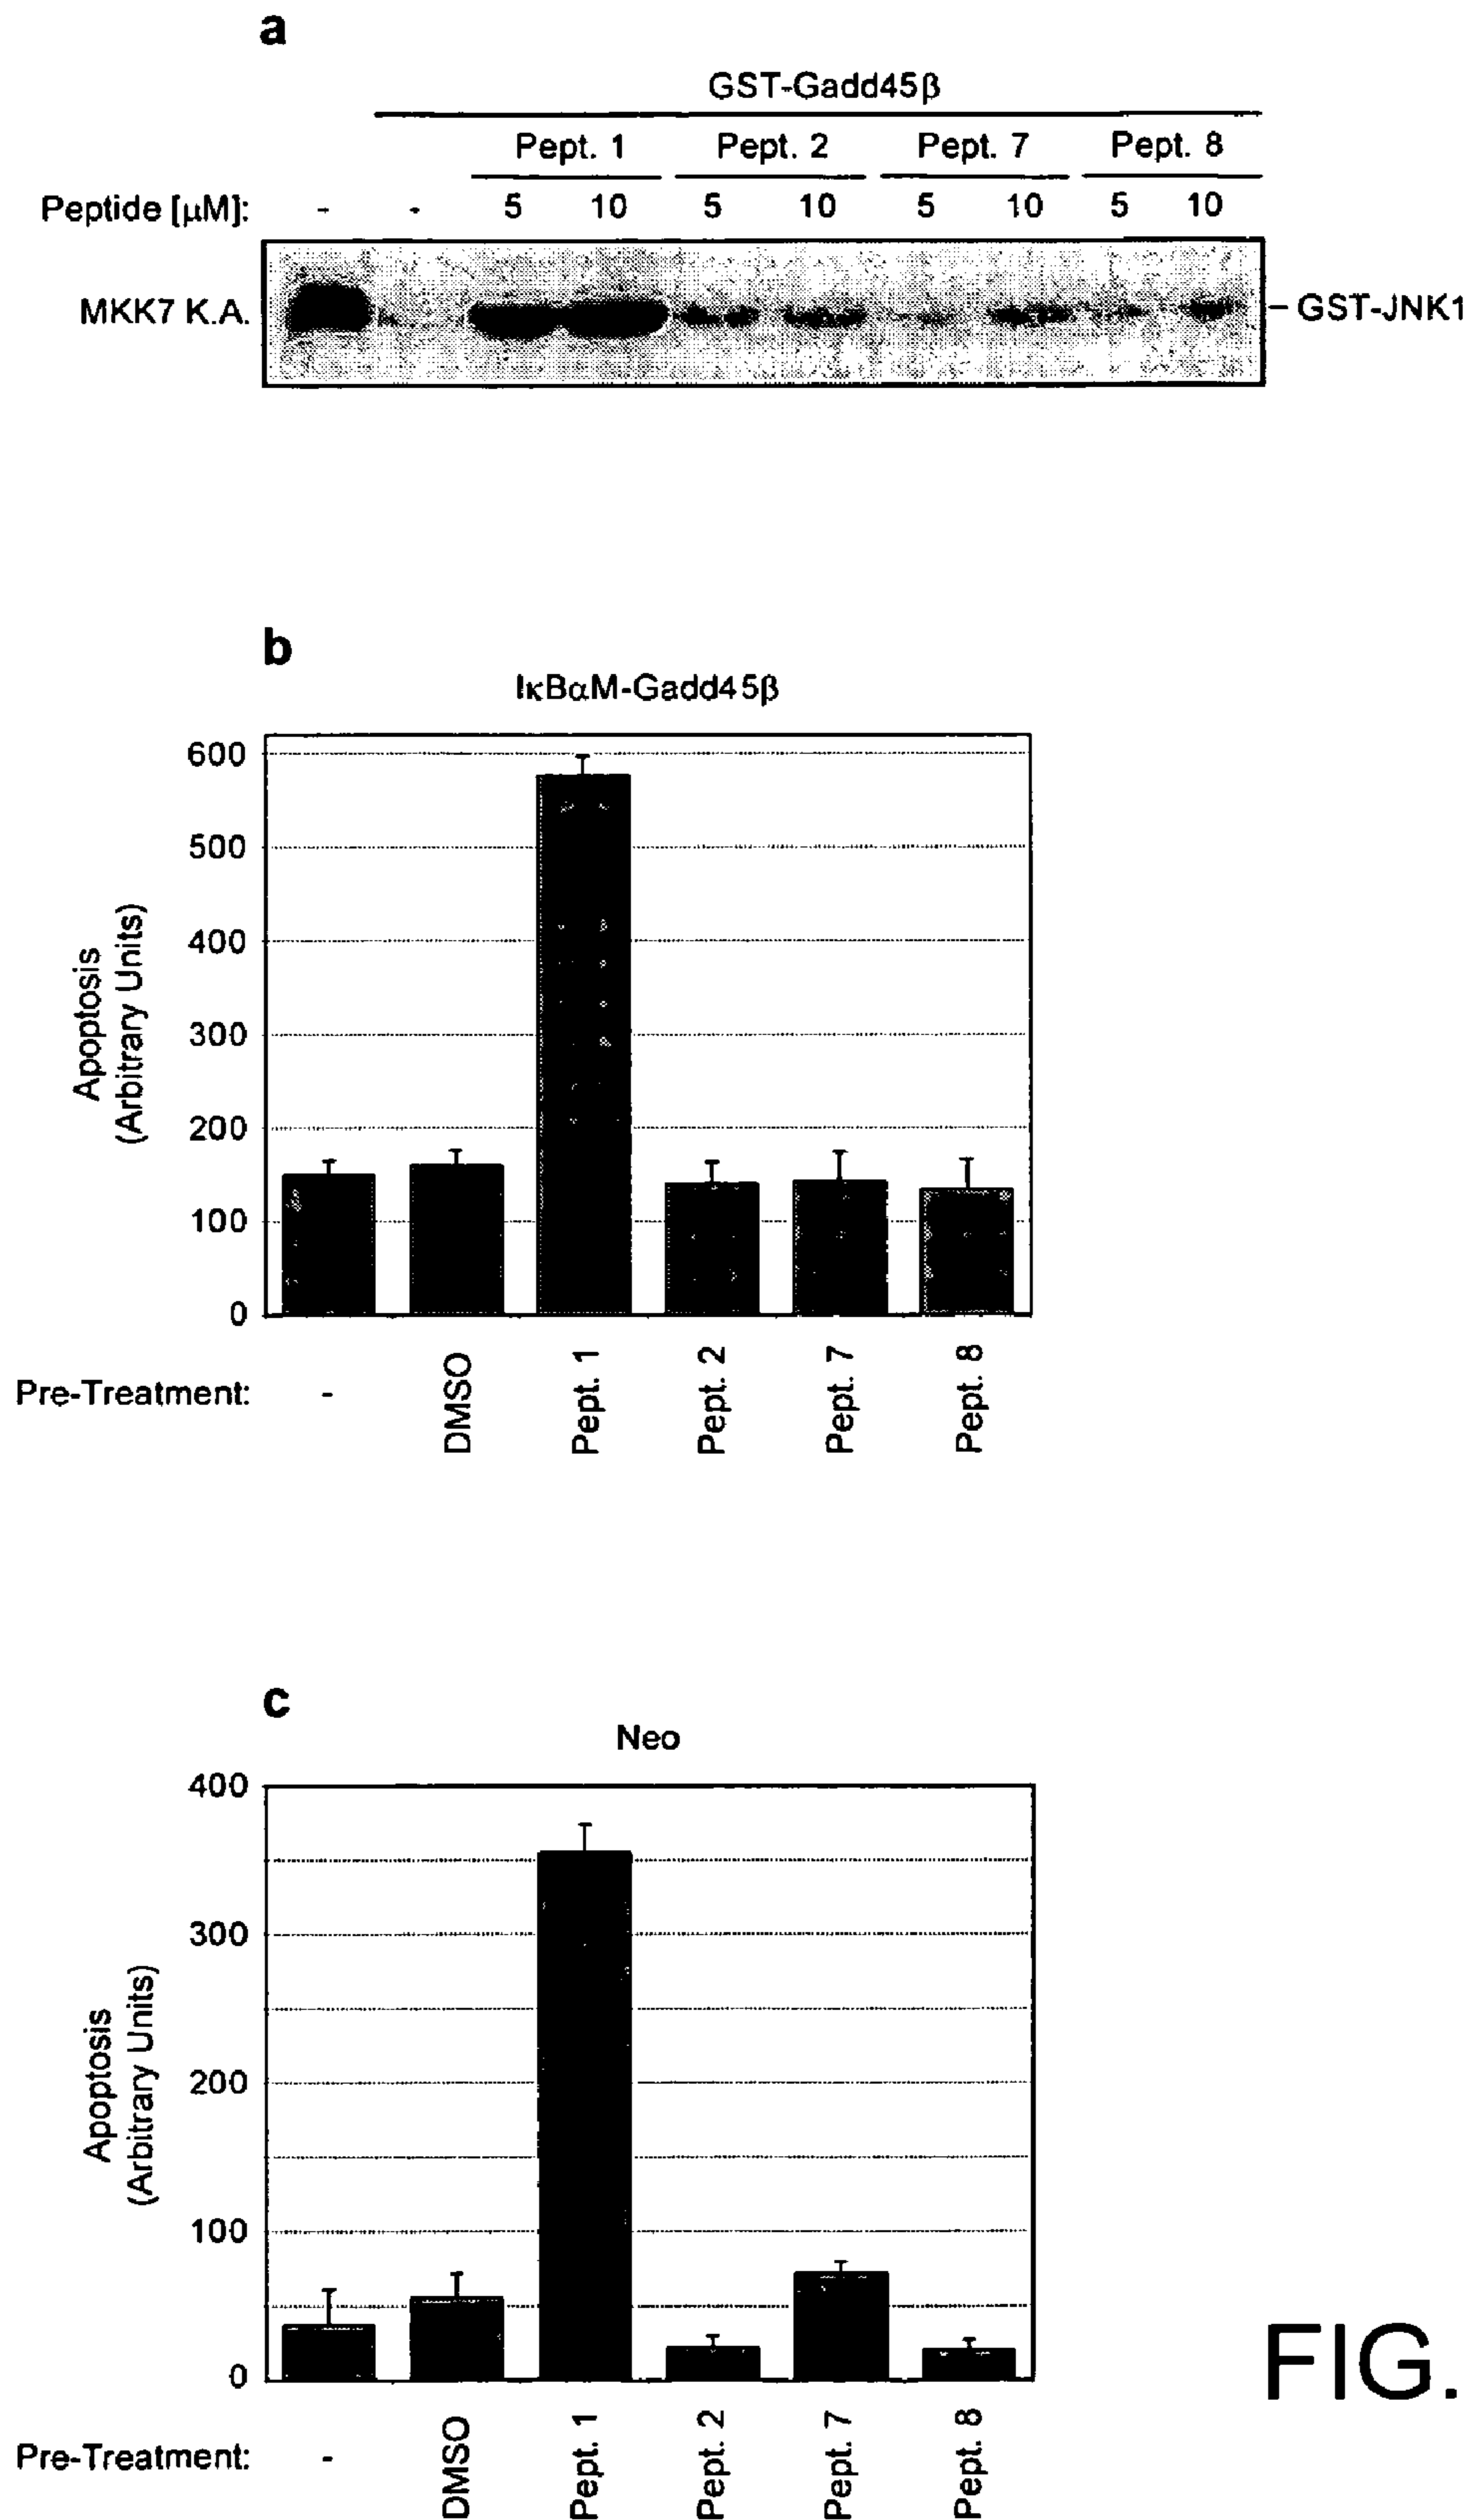 a
GST-Gadd45β
Pept. 1 Pept. 2 Pept. 7 Pept. 8
Peptide [μM]: - - 5 10 5 10 5 10 5 10
MKK7 K.A.
GST-JNK1
b
IκBαM-Gadd45β
600
500
400
300
200
100
0
Apoptosis
(Arbitrary Units)
Pre-Treatment: - DMSO Pept. 1 Pept. 2 Pept. 7 Pept. 8
c
Neo
400
300
200
100
0
Apoptosis
(Arbitrary Units)
Pre-Treatment: - DMSO Pept. 1 Pept. 2 Pept. 7 Pept. 8
FIG.